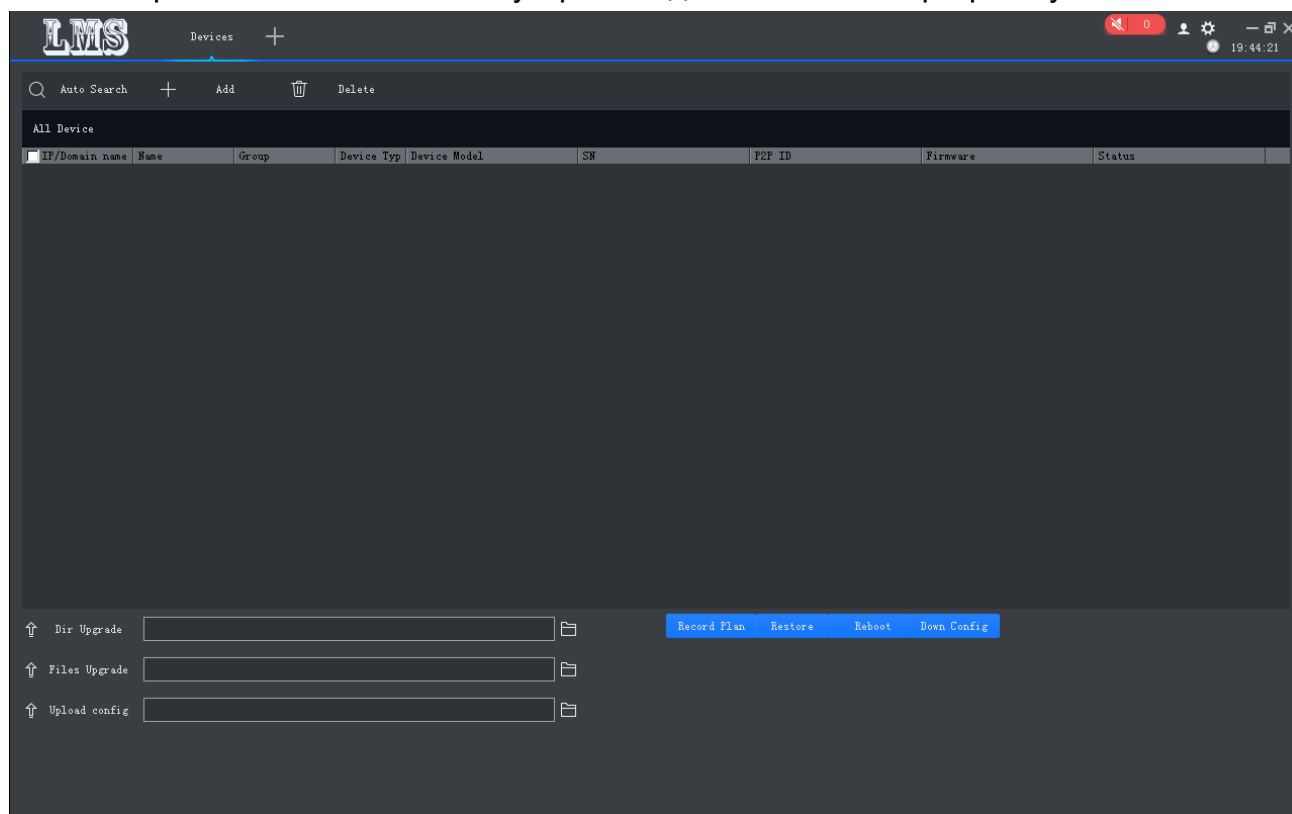 LMS Devices 0
19:44:21
Auto Search Add Delete
All Device
IP/Domain name Name Group Device Typ Device Model SN P2P ID Firmware Status
Dir Upgrade Record Plan Restore Reboot Down Config
Files Upgrade
Upload config